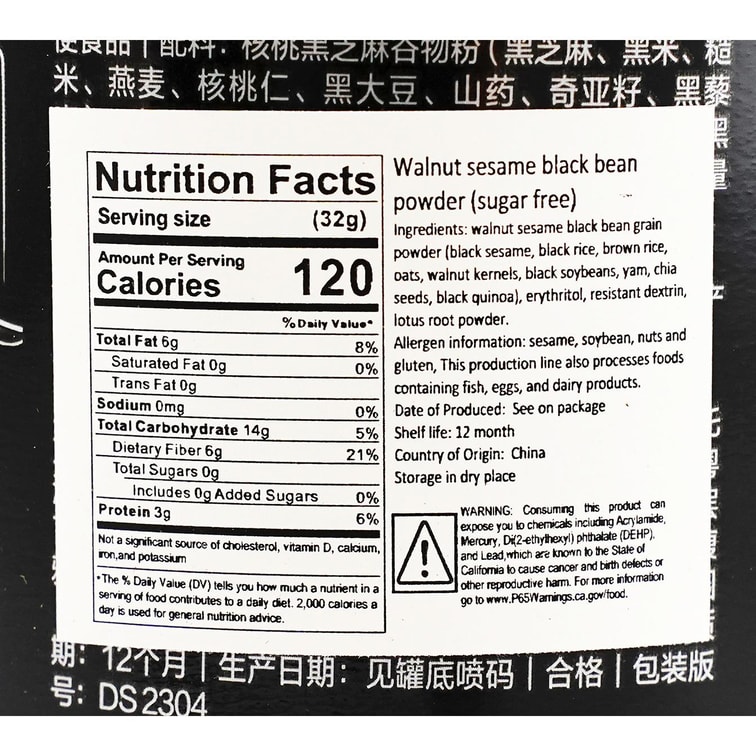 便食品 | 配料: 核桃黑芝麻谷物粉 (黑芝麻、黑米、糙
米、燕麦、核桃仁、黑大豆、山药、奇亚籽、黑藜
Nutrition Facts
Serving size (32g)
Amount Per Serving
Calories 120
% Daily Value*
Total Fat 6g 8%
Saturated Fat 0g 0%
Trans Fat 0g
Sodium 0mg 0%
Total Carbohydrate 14g 5%
Dietary Fiber 6g 21%
Total Sugars 0g
Includes 0g Added Sugars 0%
Protein 3g 6%
Not a significant source of cholesterol, vitamin D, calcium,
iron,and potassium
*The % Daily Value (DV) tells you how much a nutrient in a
serving of food contributes to a daily diet. 2,000 calories a
day is used for general nutrition advice.
Walnut sesame black bean
powder (sugar free)
Ingredients: walnut sesame black bean grain
powder (black sesame, black rice, brown rice,
oats, walnut kernels, black soybeans, yam, chia
seeds, black quinoa), erythritol, resistant dextrin,
lotus root powder.
Allergen information: sesame, soybean, nuts and
gluten, This production line also processes foods
containing fish, eggs, and dairy products.
Date of Produced: See on package
Shelf life: 12 month
Country of Origin: China
Storage in dry place
WARNING: Consuming this product can
expose you to chemicals including Acrylamide,
Mercury, Di(2-ethylhexyl) phthalate (DEHP),
and Lead,which are known to the State of
California to cause cancer and birth defects or
other reproductive harm. For more information
go to www.P65Warnings.ca.gov/food.
黑
量
期: 12个月 | 生产日期: 见罐底喷码 | 合格 | 包装版
号: DS2304